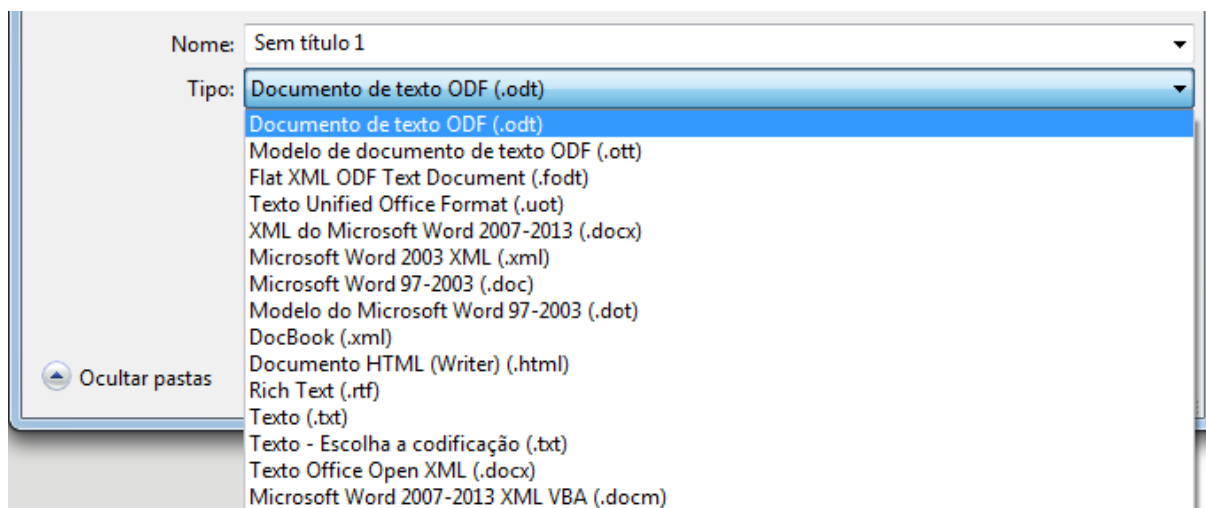 Nome: Sem título 1
Tipo: Documento de texto ODF (.odt)
Documento de texto ODF (.odt)
Modelo de documento de texto ODF (.ott)
Flat XML ODF Text Document (.fodt)
Texto Unified Office Format (.uot)
XML do Microsoft Word 2007-2013 (.docx)
Microsoft Word 2003 XML (.xml)
Microsoft Word 97-2003 (.doc)
Modelo do Microsoft Word 97-2003 (.dot)
DocBook (.xml)
Documento HTML (Writer) (.html)
Ocultar pastas
Rich Text (.rtf)
Texto (.txt)
Texto - Escolha a codificação (.txt)
Texto Office Open XML (.docx)
Microsoft Word 2007-2013 XML VBA (.docm)